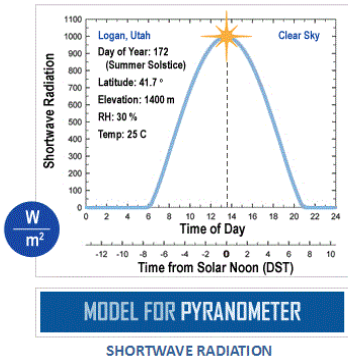 1100
1000
900
800
700
600
500
400
300
200
100
0
Shortwave Radiation
Logan, Utah
Clear Sky
Day of Year: 172
(Summer Solstice)
Latitude: 41.7 °
Elevation: 1400 m
RH: 30 %
Temp: 25 C
W
m²
0 2 4 6 8 10 12 14 16 18 20 22 24
Time of Day
-12 -10 -8 -6 -4 -2 0 2 4 6 8 10
Time from Solar Noon (DST)
MODEL FOR PYRANOMETER
SHORTWAVE RADIATION